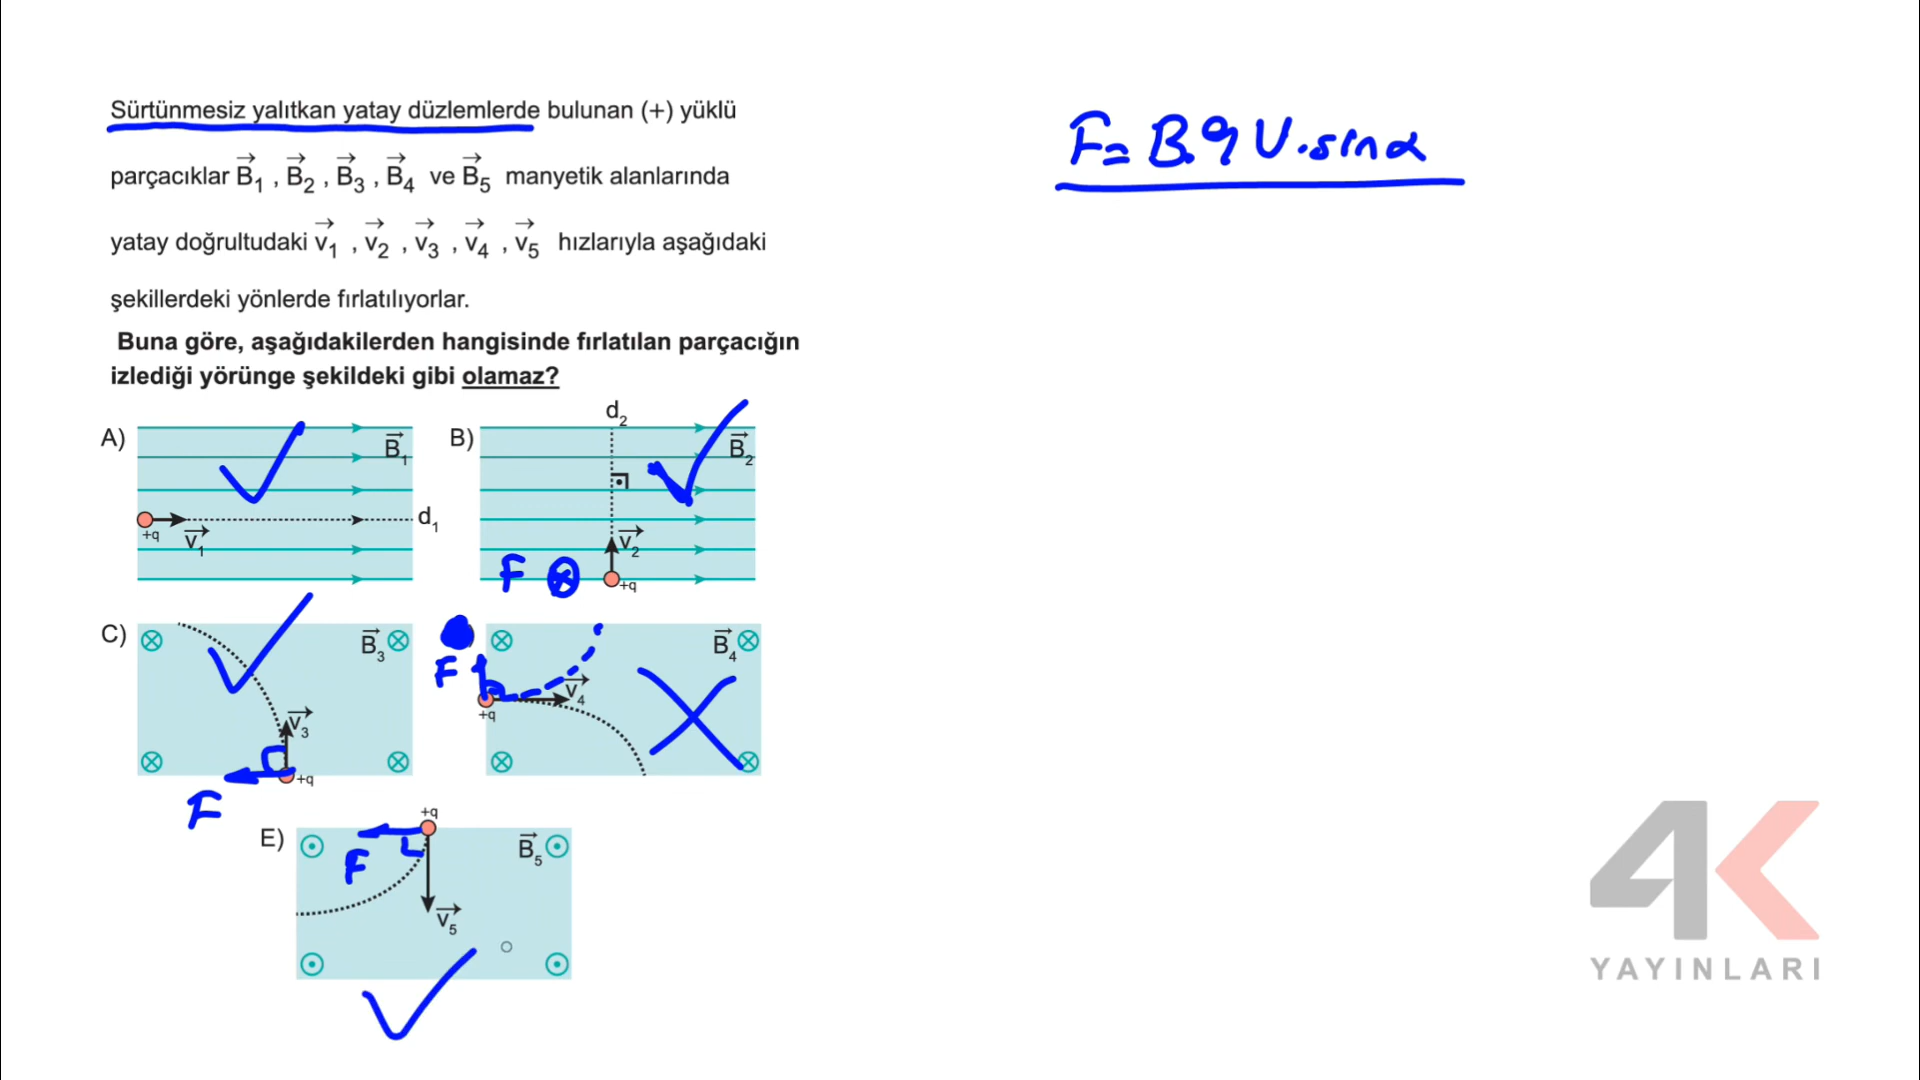 Sürtünmesiz yalıtkan yatay düzlemlerde bulunan (+) yüklü
parçacıklar B₁ , B₂ , B₃ , B₄ ve B₅ manyetik alanlarında
yatay doğrultudaki v₁ , v₂ , v₃ , v₄ , v₅ hızlarıyla aşağıdaki
şekillerdeki yönlerde fırlatılıyorlar.
Buna göre, aşağıdakilerden hangisinde fırlatılan parçacığın
izlediği yörünge şekildeki gibi olamaz?
F = B.q V.sinα
A)
B₁
+q
v₁
d₁
B)
d₂
B₂
v₂
F
+q
C)
B₃
v₃
+q
F
F
B₄
v₄
+q
E)
+q
B₅
F
v₅
4K
YAYINLARI